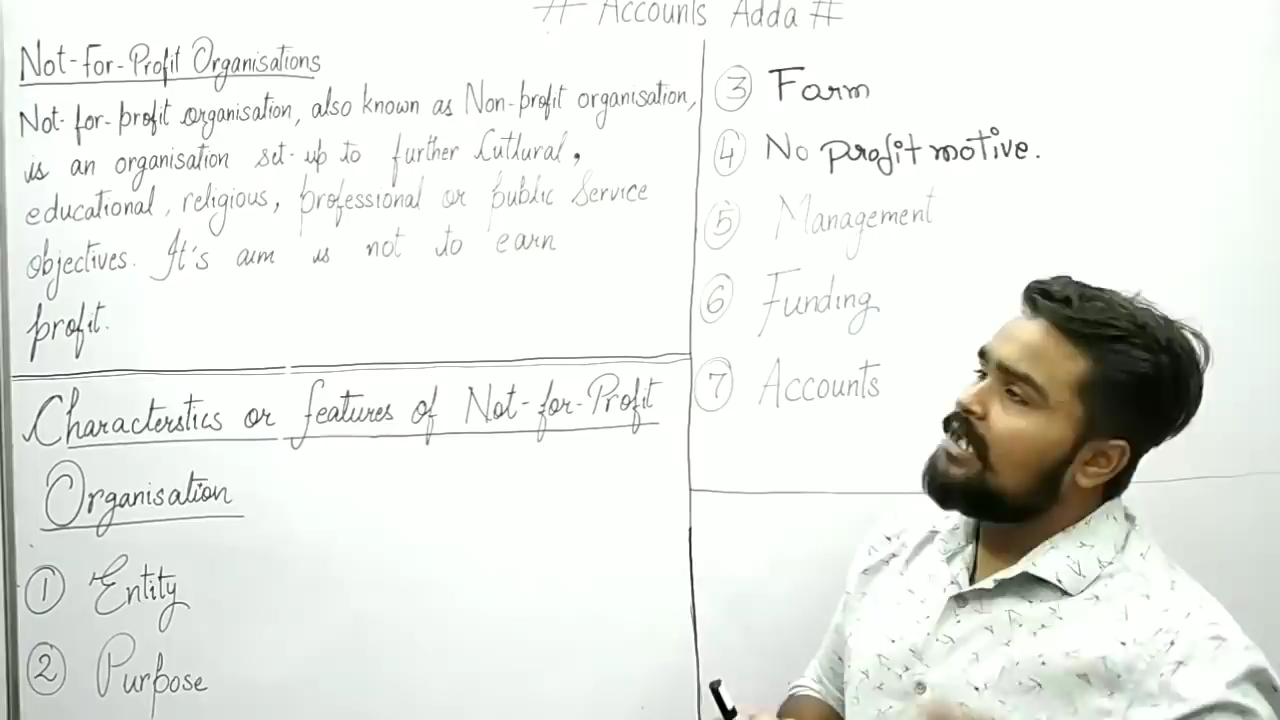 # Accounts Adda #
Not-For-Profit Organisations
Not-for-profit organisation, also known as Non-profit organisation,
is an organisation set-up to further Cutlural,
educational, religious, professional or public Service
objectives. It's aim is not to earn
profit.
Characterstics or features of Not-for-Profit
Organisation
① Entity
② Purpose
③ Form
④ No profit motive.
⑤ Management
⑥ Funding
⑦ Accounts